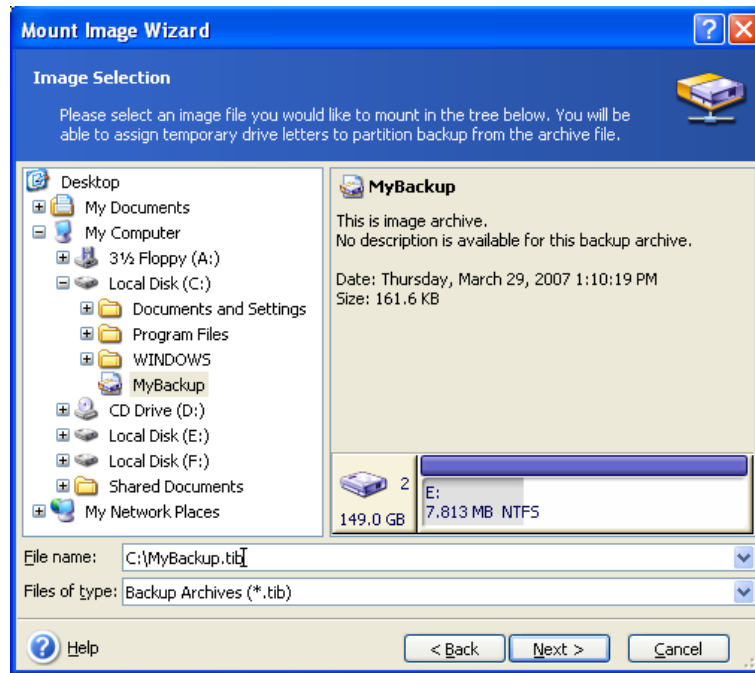 Mount Image Wizard
Image Selection
Please select an image file you would like to mount in the tree below. You will be
able to assign temporary drive letters to partition backup from the archive file.
Desktop
My Documents
My Computer
3½ Floppy (A:)
Local Disk (C:)
Documents and Settings
Program Files
WINDOWS
MyBackup
CD Drive (D:)
Local Disk (E:)
Local Disk (F:)
Shared Documents
My Network Places
MyBackup
This is image archive.
No description is available for this backup archive.
Date: Thursday, March 29, 2007 1:10:19 PM
Size: 161.6 KB
2
149.0 GB
E:
7.813 MB NTFS
File name:
C:\MyBackup.tib
Files of type:
Backup Archives (*.tib)
Help
< Back
Next >
Cancel